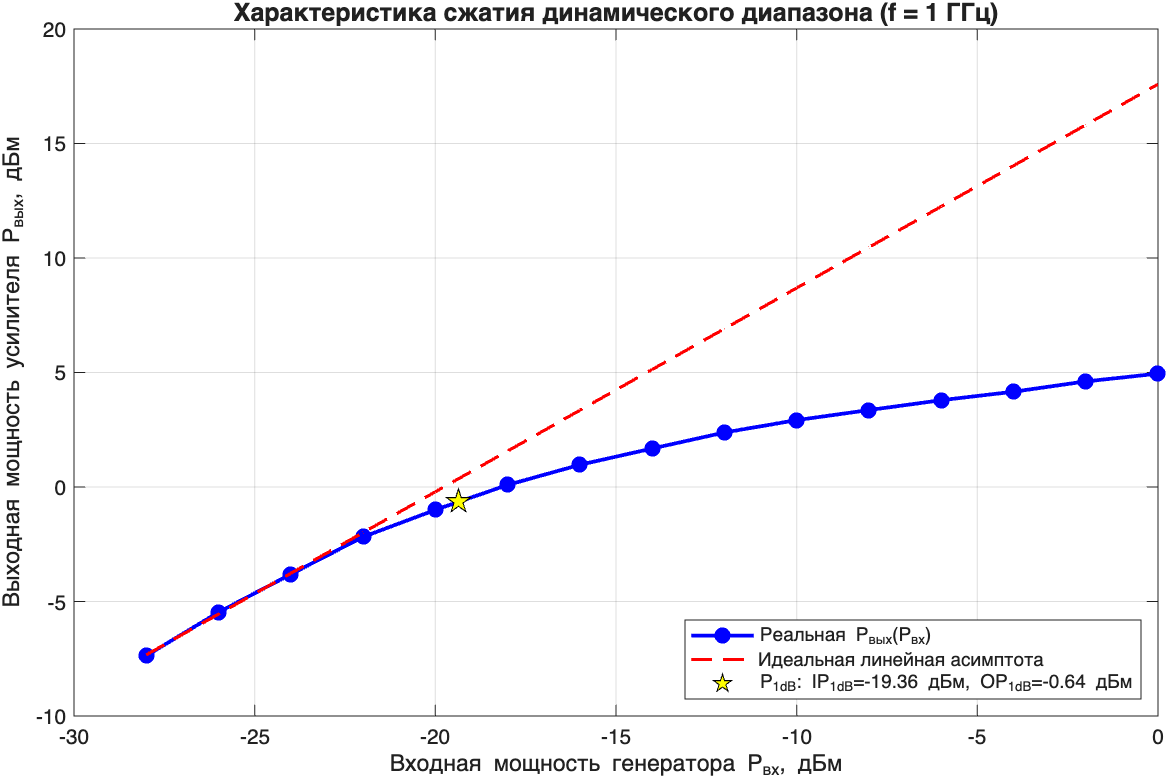 Характеристика сжатия динамического диапазона (f = 1 ГГц)
Выходная мощность усилителя Pвых, дБм
20
15
10
5
0
-5
-10
-30
-25
-20
-15
-10
-5
0
Входная мощность генератора Pвх, дБм
Реальная Pвых(Pвх)
Идеальная линейная асимптота
P1dB: IP1dB=-19.36 дБм, OP1dB=-0.64 дБм